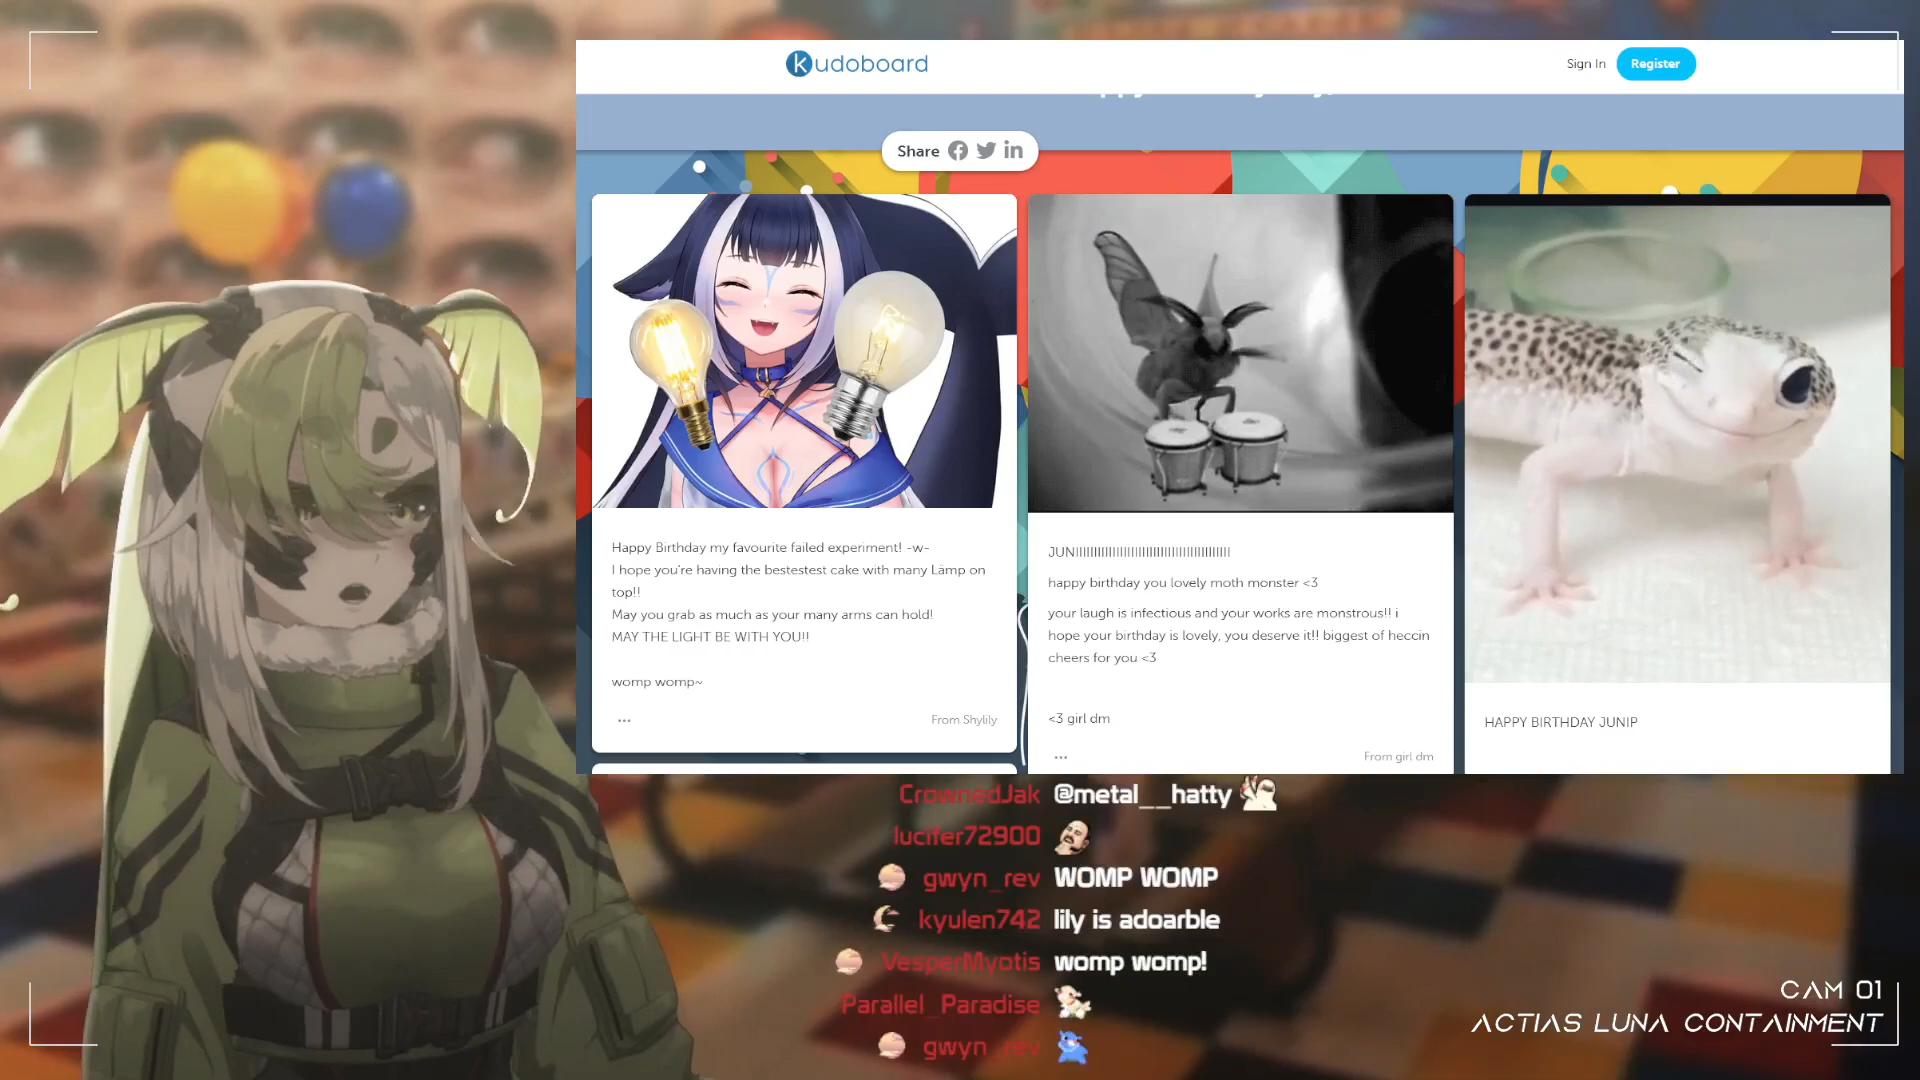 kudoboard
Sign In
Register
Share
Happy Birthday my favourite failed experiment! -w-
I hope you're having the bestestest cake with many Lämp on
top!!
May you grab as much as your many arms can hold!
MAY THE LIGHT BE WITH YOU!!
womp womp~
From Shylily
happy birthday you lovely moth monster <3
your laugh is infectious and your works are monstrous!! i
hope your birthday is lovely, you deserve it!! biggest of heccin
cheers for you <3
<3 girl dm
From girl dm
HAPPY BIRTHDAY JUNIP
CrownedJak @metal__hatty
lucifer72900
gwyn_rev WOMP WOMP
kyulen742 lily is adoarble
VesperMyotis womp womp!
Parallel_Paradise
gwyn_rev
CAM 01
ACTIAS LUNA CONTAINMENT